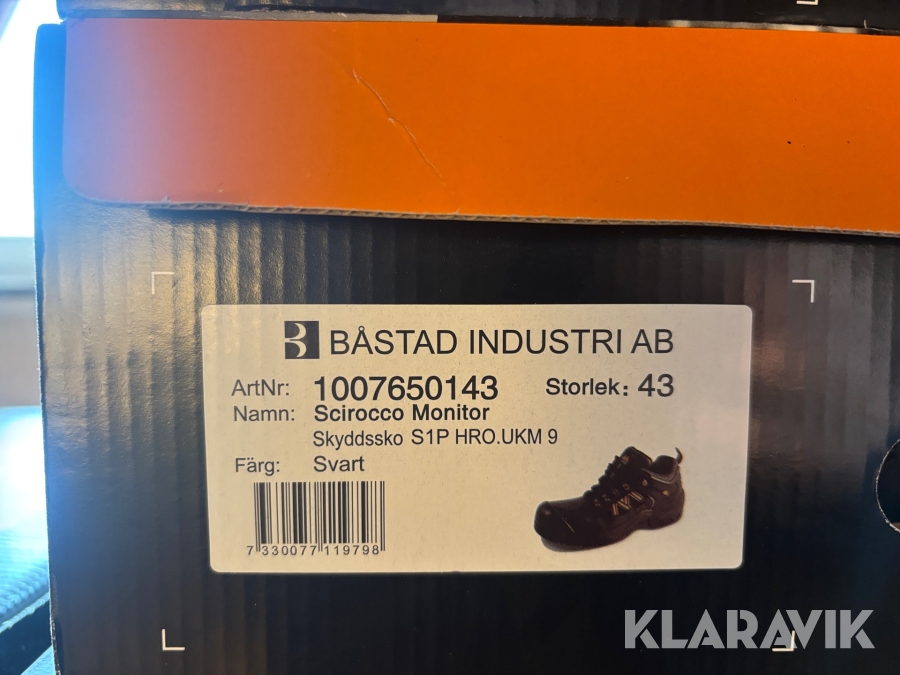 BÅSTAD INDUSTRI AB
ArtNr: 1007650143 Storlek: 43
Namn: Scirocco Monitor
Skyddssko S1P HRO.UKM 9
Färg: Svart
7 330077 119798
KLARAVIK